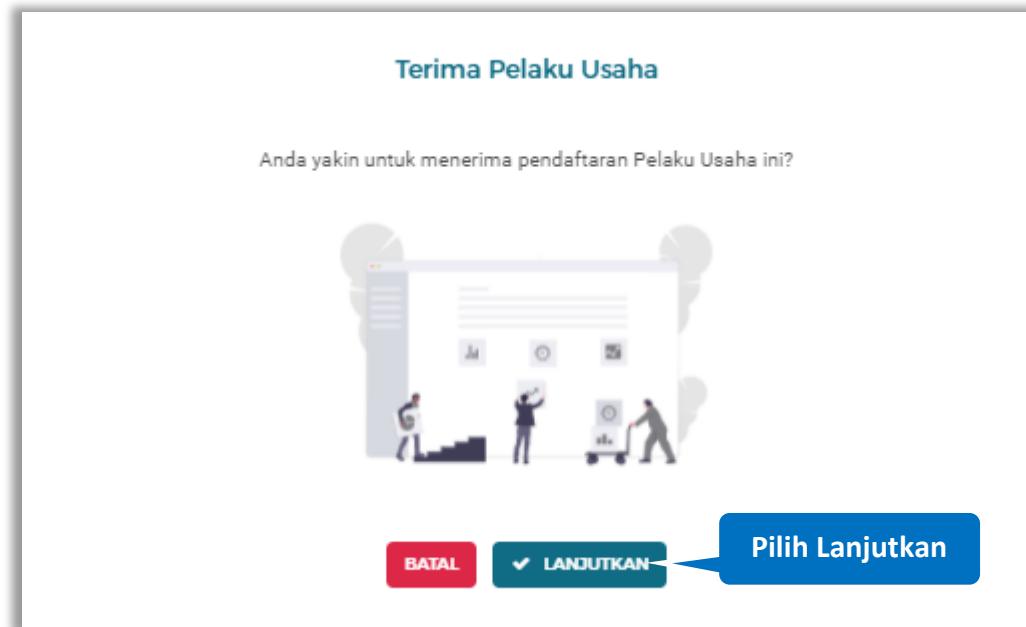 Terima Pelaku Usaha
Anda yakin untuk menerima pendaftaran Pelaku Usaha ini?
BATAL
LANJUTKAN
Pilih Lanjutkan